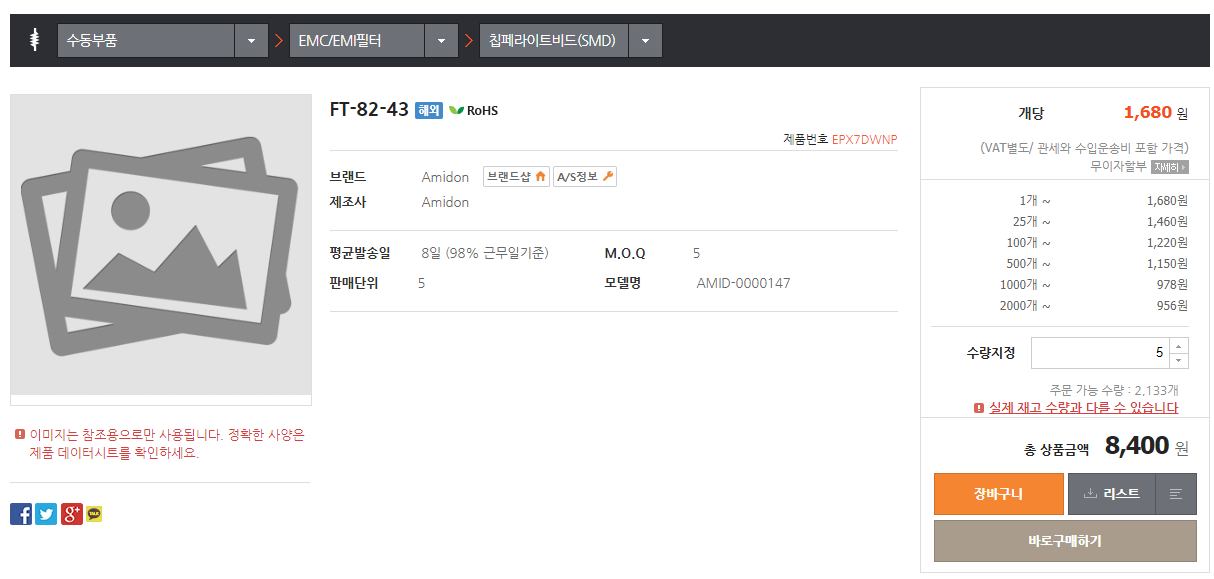 수동부품 EMC/EMI필터 칩페라이트비드(SMD)
FT-82-43 해외 RoHS
제품번호 EPX7DWNP
브랜드 Amidon 브랜드샵 A/S정보
제조사 Amidon
평균발송일 8일 (98% 근무일기준) M.O.Q 5
판매단위 5 모델명 AMID-0000147
이미지는 참조용으로만 사용됩니다. 정확한 사양은
제품 데이터시트를 확인하세요.
개당 1,680 원
(VAT별도/ 관세와 수입운송비 포함 가격)
무이자할부 자세히
1개 ~ 1,680원
25개 ~ 1,460원
100개 ~ 1,220원
500개 ~ 1,150원
1000개 ~ 978원
2000개 ~ 956원
수량지정 5
주문 가능 수량 : 2,133개
실제 재고 수량과 다를 수 있습니다
총 상품금액 8,400 원
장바구니 리스트
바로구매하기